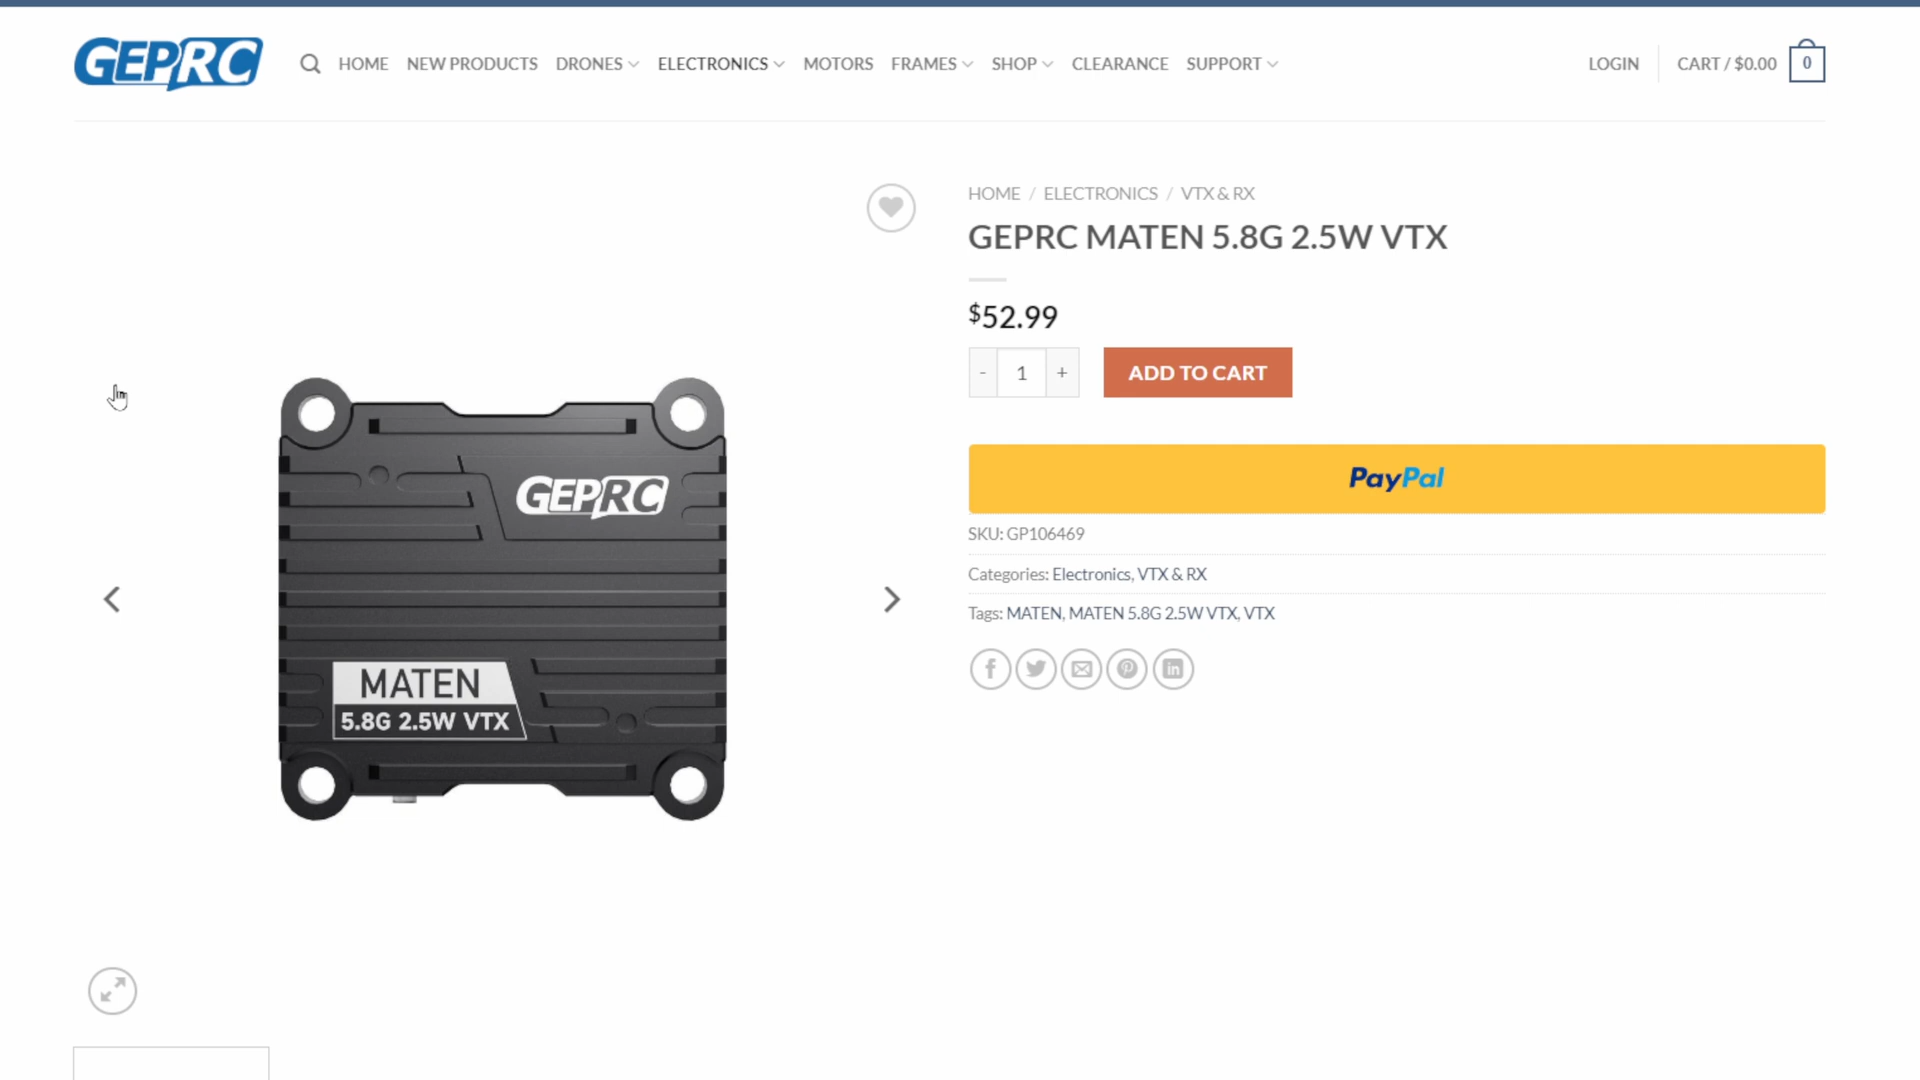 GEPRC
HOME
NEW PRODUCTS
DRONES
ELECTRONICS
MOTORS
FRAMES
SHOP
CLEARANCE
SUPPORT
LOGIN
CART / $0.00
0
HOME / ELECTRONICS / VTX & RX
GEPRC MATEN 5.8G 2.5W VTX
$52.99
- 1 +
ADD TO CART
PayPal
SKU: GP106469
Categories: Electronics, VTX & RX
Tags: MATEN, MATEN 5.8G 2.5W VTX, VTX
GEPRC
MATEN
5.8G 2.5W VTX